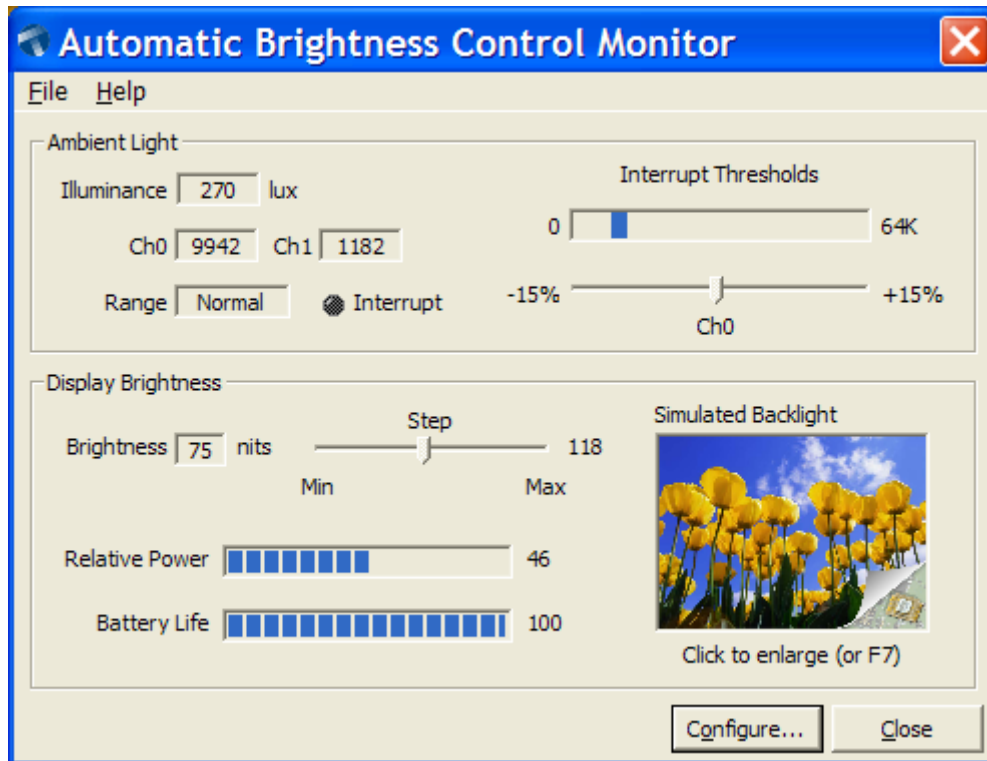 Automatic Brightness Control Monitor
File Help
Ambient Light
Illuminance 270 lux
Interrupt Thresholds
0 64K
Ch0 9942 Ch1 1182
Range Normal Interrupt
-15% +15%
Ch0
Display Brightness
Brightness 75 nits
Step
118
Min Max
Simulated Backlight
Relative Power 46
Battery Life 100
Click to enlarge (or F7)
Configure... Close